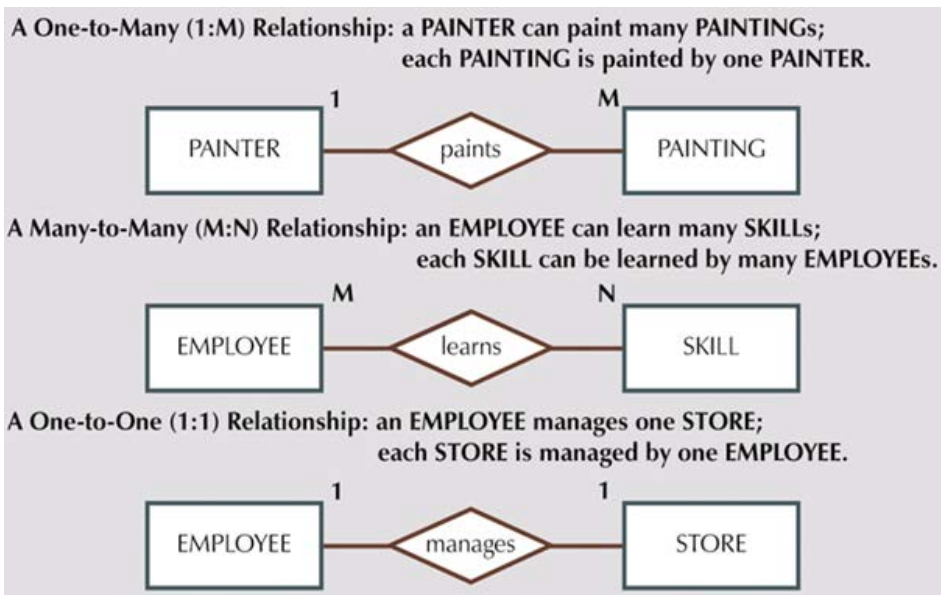 A One-to-Many (1:M) Relationship: a PAINTER can paint many PAINTINGs;
each PAINTING is painted by one PAINTER.
1 M
PAINTER paints PAINTING
A Many-to-Many (M:N) Relationship: an EMPLOYEE can learn many SKILLs;
each SKILL can be learned by many EMPLOYEEs.
M N
EMPLOYEE learns SKILL
A One-to-One (1:1) Relationship: an EMPLOYEE manages one STORE;
each STORE is managed by one EMPLOYEE.
1 1
EMPLOYEE manages STORE